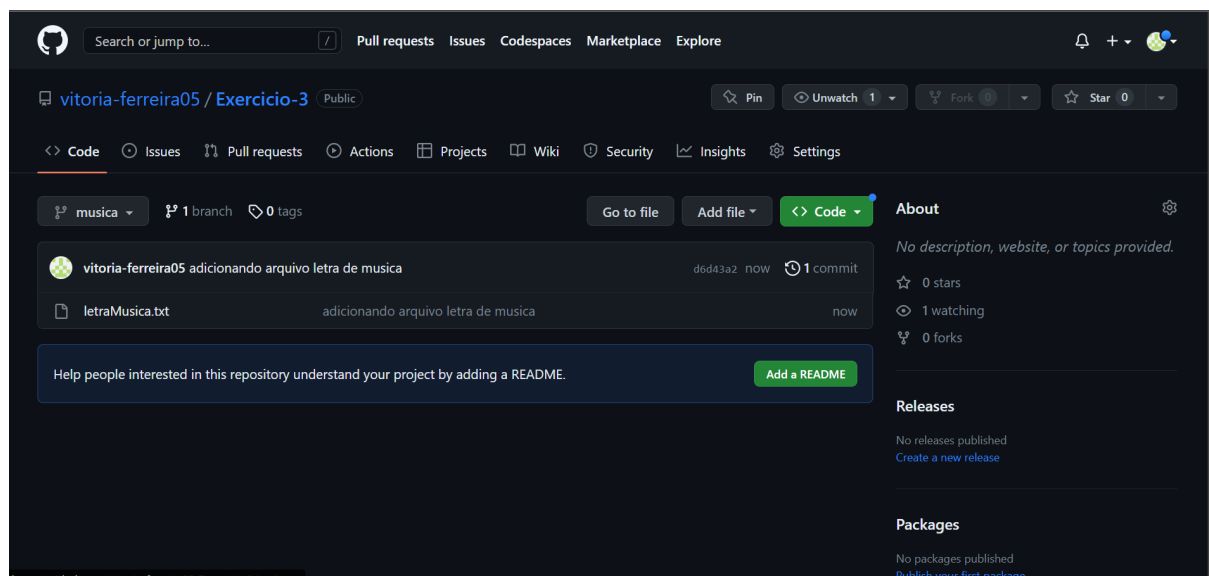 Search or jump to... / Pull requests Issues Codespaces Marketplace Explore
vitoria-ferreira05 / Exercicio-3 Public Pin Unwatch 1 Fork 0 Star 0
Code Issues Pull requests Actions Projects Wiki Security Insights Settings
musica 1 branch 0 tags Go to file Add file Code
vitoria-ferreira05 adicionando arquivo letra de musica d6d43a2 now 1 commit
letraMusica.txt adicionando arquivo letra de musica now
Help people interested in this repository understand your project by adding a README. Add a README
About
No description, website, or topics provided.
0 stars
1 watching
0 forks
Releases
No releases published
Create a new release
Packages
No packages published
Publish your first package